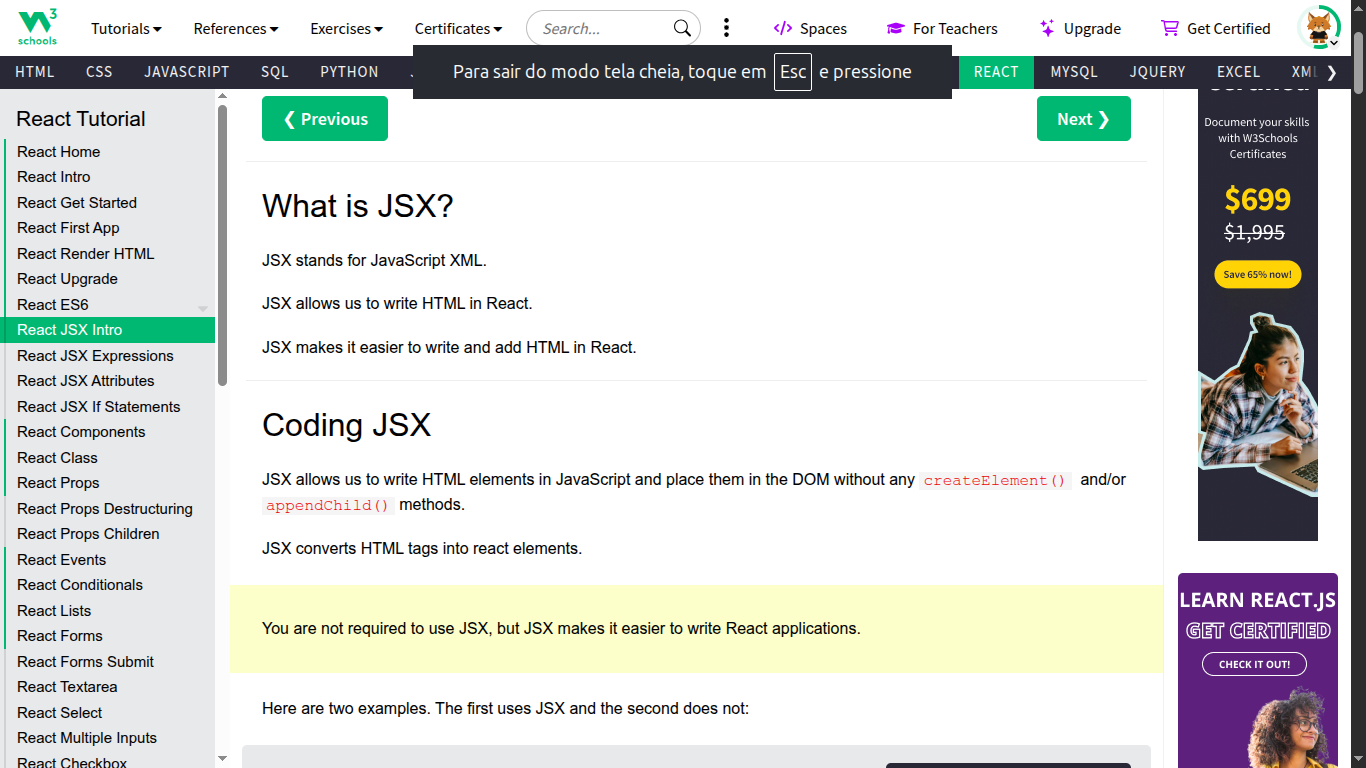 W3 schools
Tutorials
References
Exercises
Certificates
Search...
Spaces
For Teachers
Upgrade
Get Certified
HTML
CSS
JAVASCRIPT
SQL
PYTHON
Para sair do modo tela cheia, toque em Esc e pressione
REACT
MYSQL
JQUERY
EXCEL
XML
❯
React Tutorial
React Home
React Intro
React Get Started
React First App
React Render HTML
React Upgrade
React ES6
React JSX Intro
React JSX Expressions
React JSX Attributes
React JSX If Statements
React Components
React Class
React Props
React Props Destructuring
React Props Children
React Events
React Conditionals
React Lists
React Forms
React Forms Submit
React Textarea
React Select
React Multiple Inputs
React Checkbox
❮ Previous
Next ❯
What is JSX?
JSX stands for JavaScript XML.
JSX allows us to write HTML in React.
JSX makes it easier to write and add HTML in React.
Coding JSX
JSX allows us to write HTML elements in JavaScript and place them in the DOM without any createElement() and/or
appendChild() methods.
JSX converts HTML tags into react elements.
You are not required to use JSX, but JSX makes it easier to write React applications.
Here are two examples. The first uses JSX and the second does not:
Document your skills
with W3Schools
Certificates
$699
$1,995
Save 65% now!
LEARN REACT.JS
GET CERTIFIED
CHECK IT OUT!